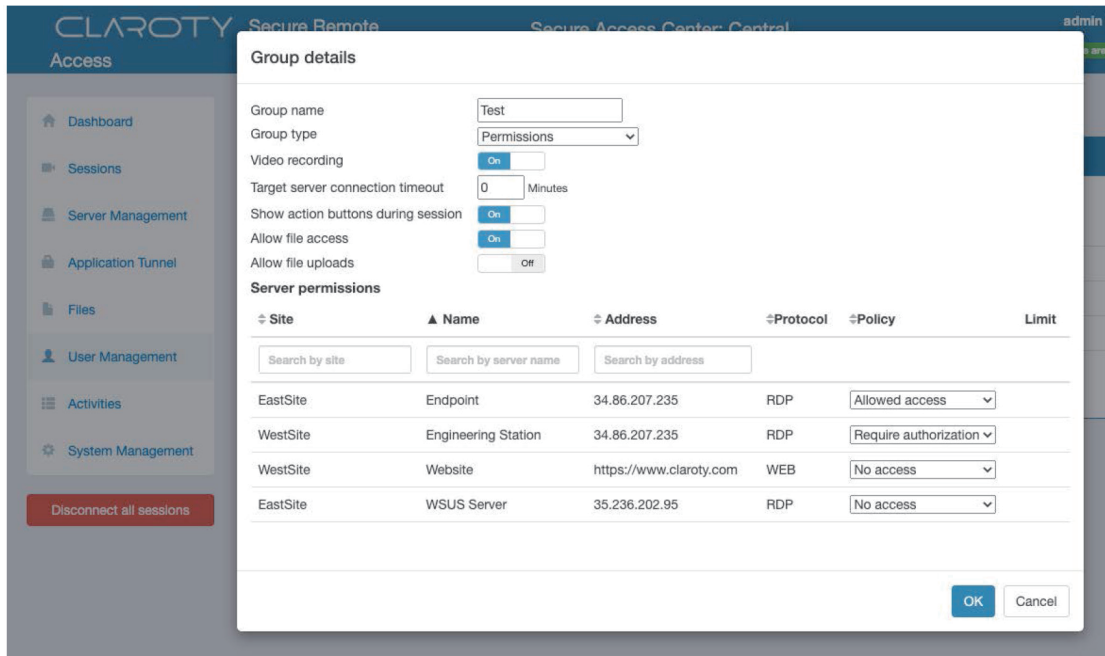 CLAROTY Secure Remote Secure Access Center: Central admin
Access
Dashboard
Sessions
Server Management
Application Tunnel
Files
User Management
Activities
System Management
Disconnect all sessions
Group details
Group name Test
Group type Permissions
Video recording On
Target server connection timeout 0 Minutes
Show action buttons during session On
Allow file access On
Allow file uploads Off
Server permissions
Site Name Address Protocol Policy Limit
Search by site Search by server name Search by address
EastSite Endpoint 34.86.207.235 RDP Allowed access
WestSite Engineering Station 34.86.207.235 RDP Require authorization
WestSite Website https://www.claroty.com WEB No access
EastSite WSUS Server 35.236.202.95 RDP No access
OK Cancel